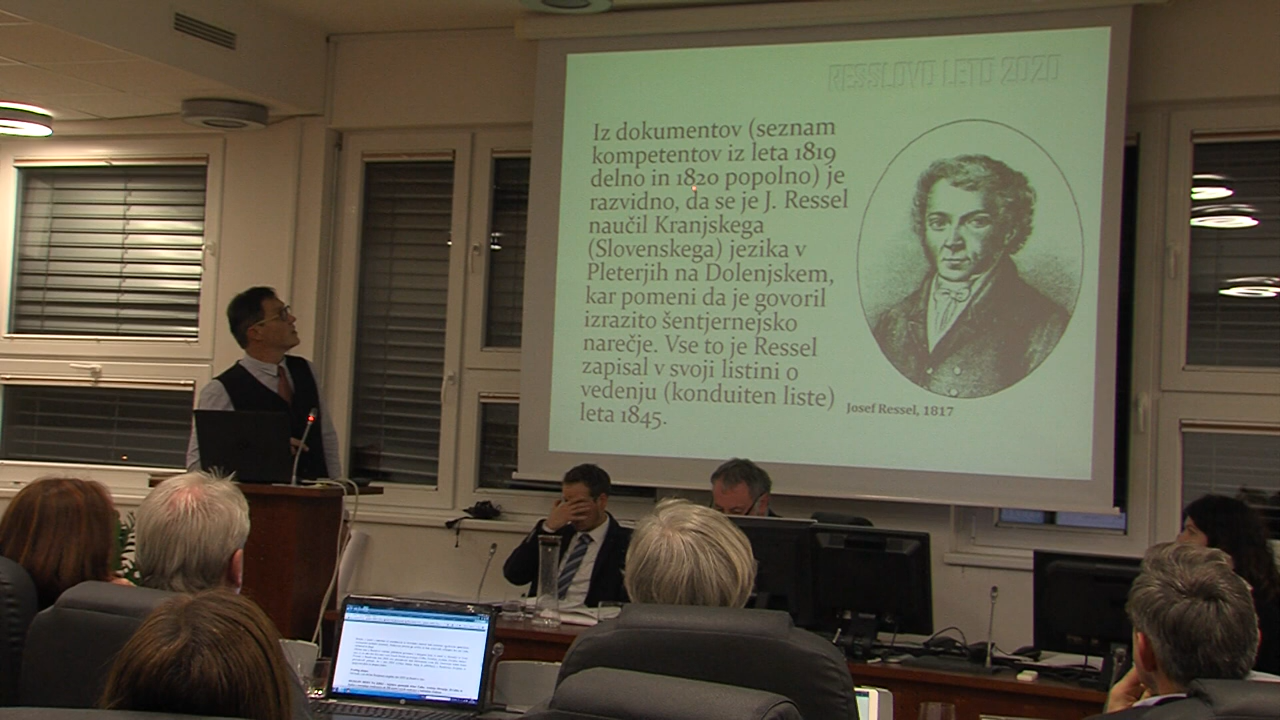 RESSLOVO LETO 2020
Iz dokumentov (seznam
kompetentov iz leta 1819
delno in 1820 popolno) je
razvidno, da se je J. Ressel
naučil Kranjskega
(Slovenskega) jezika v
Pleterjih na Dolenjskem,
kar pomeni da je govoril
izrazito šentjernejsko
narečje. Vse to je Ressel
zapisal v svoji listini o
vedenju (konduiten liste)
leta 1845.
Josef Ressel, 1817